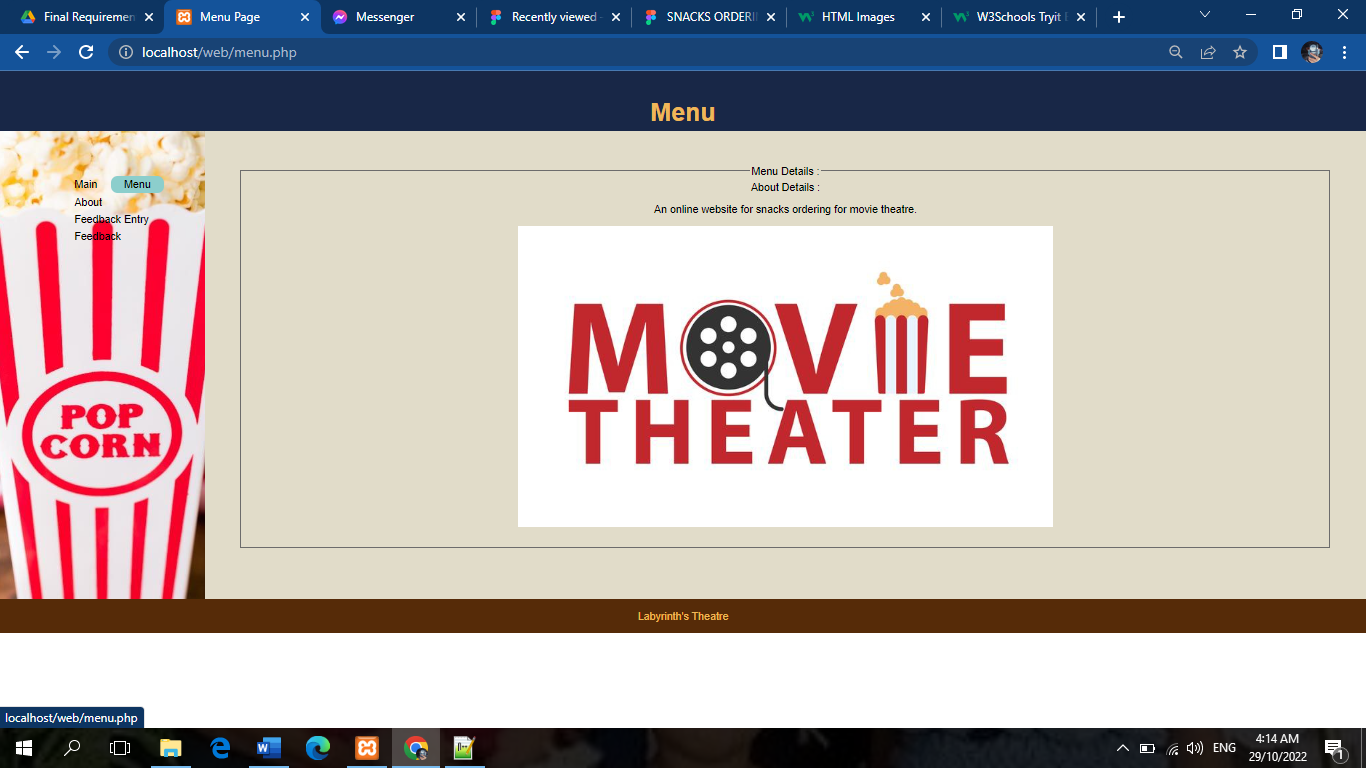 Final Requiremen
Menu Page
Messenger
Recently viewed
SNACKS ORDERI
HTML Images
W3Schools Tryit E
localhost/web/menu.php
Menu
Main
Menu
About
Feedback Entry
Feedback
Menu Details :
About Details :
An online website for snacks ordering for movie theatre.
MOVIE
THEATER
POP
CORN
Labyrinth's Theatre
localhost/web/menu.php
ENG
4:14 AM
29/10/2022
1